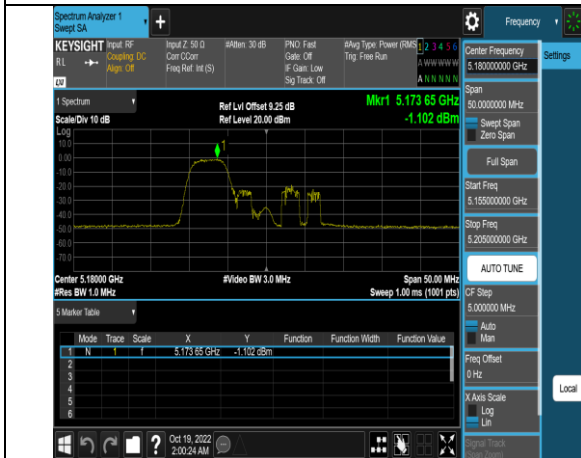 Spectrum Analyzer 1
Swept SA
Frequency
KEYSIGHT
RL
Input: RF
Coupling: DC
Align: Off
Input Z: 50 Ω
Corr CCorr
Freq Ref: Int (S)
#Atten: 30 dB
PNO: Fast
Gate: Off
IF Gain: Low
Sig Track: Off
#Avg Type: Power (RMS
Trig: Free Run
1 2 3 4 5 6
A W W W W W
A N N N N N
1 Spectrum
Scale/Div 10 dB
Ref Lvl Offset 9.25 dB
Ref Level 20.00 dBm
Mkr1 5.173 65 GHz
-1.102 dBm
Log
10.0
0.00
-10.0
-20.0
-30.0
-40.0
-50.0
-60.0
-70.0
1
Center 5.18000 GHz
#Res BW 1.0 MHz
#Video BW 3.0 MHz
Span 50.00 MHz
Sweep 1.00 ms (1001 pts)
5 Marker Table
Mode Trace Scale X Y Function Function Width Function Value
1 N 1 f 5.173 65 GHz -1.102 dBm
2
3
4
5
6
Oct 19, 2022
2:00:24 AM
Center Frequency
5.180000000 GHz
Settings
Span
50.0000000 MHz
Swept Span
Zero Span
Full Span
Start Freq
5.155000000 GHz
Stop Freq
5.205000000 GHz
AUTO TUNE
CF Step
5.000000 MHz
Auto
Man
Freq Offset
0 Hz
X Axis Scale
Log
Lin
Local
Signal Track
(Span Zoom)